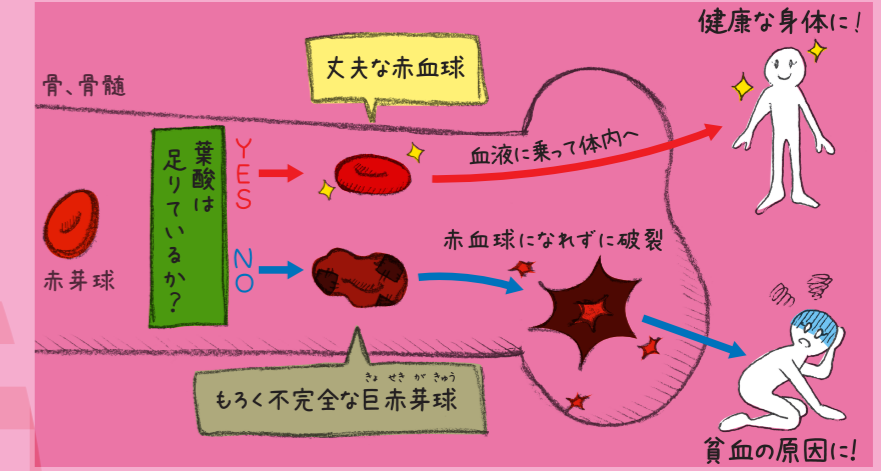 健康な身体に!
丈夫な赤血球
骨、骨髄
葉酸は
足りているか?
YES
血液に乗って体内へ
赤芽球
NO
赤血球になれずに破裂
きょ せき が きゅう
もろく不完全な巨赤芽球
貧血の原因に!